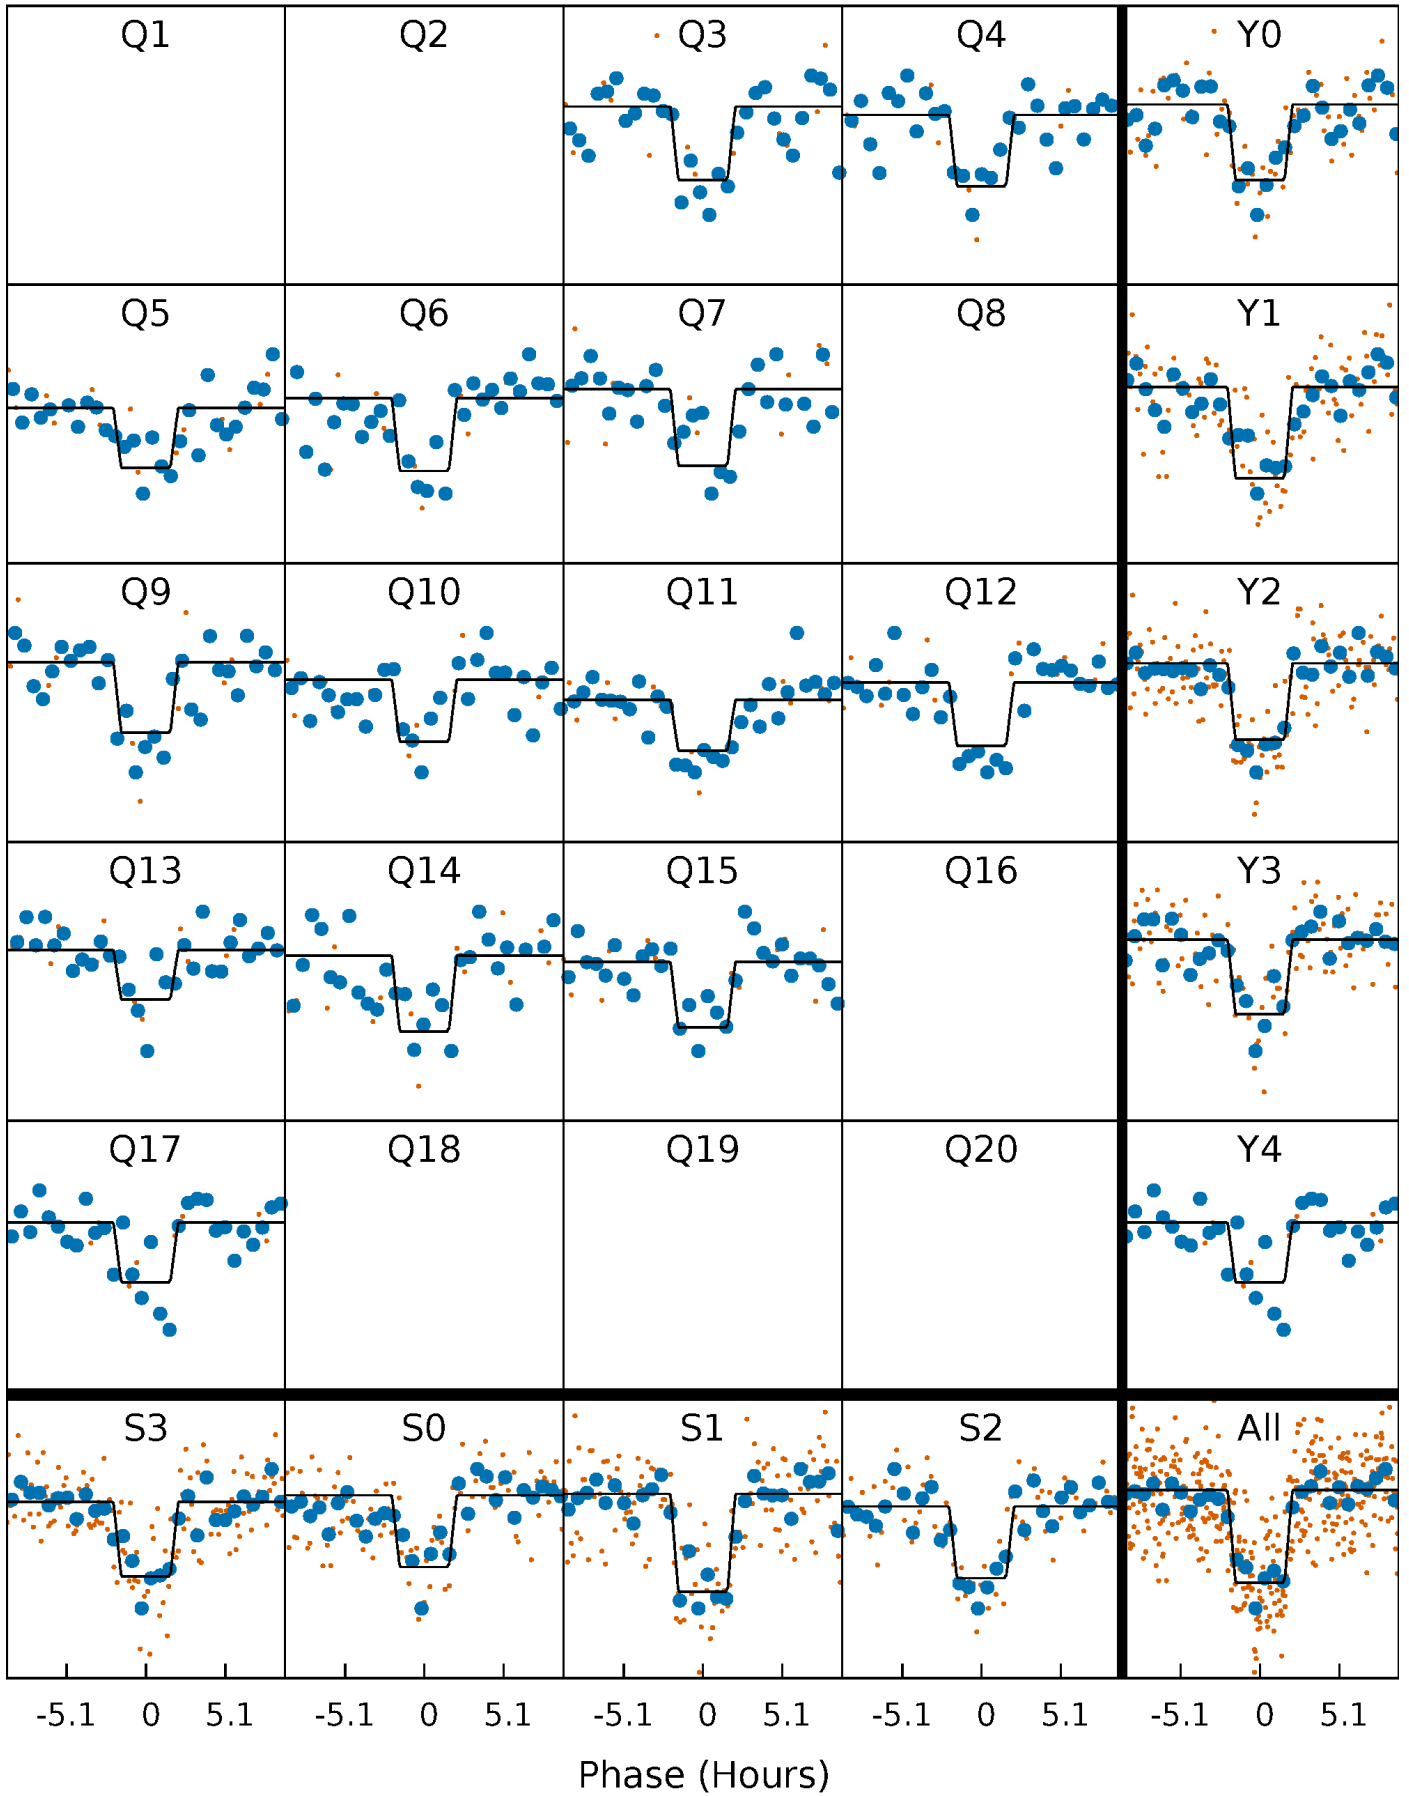 Q1 Q2 Q3 Q4 Y0
Q5 Q6 Q7 Q8 Y1
Q9 Q10 Q11 Q12 Y2
Q13 Q14 Q15 Q16 Y3
Q17 Q18 Q19 Q20 Y4
S3 S0 S1 S2 All
-5.1 0 5.1 -5.1 0 5.1 -5.1 0 5.1 -5.1 0 5.1 -5.1 0 5.1
Phase (Hours)